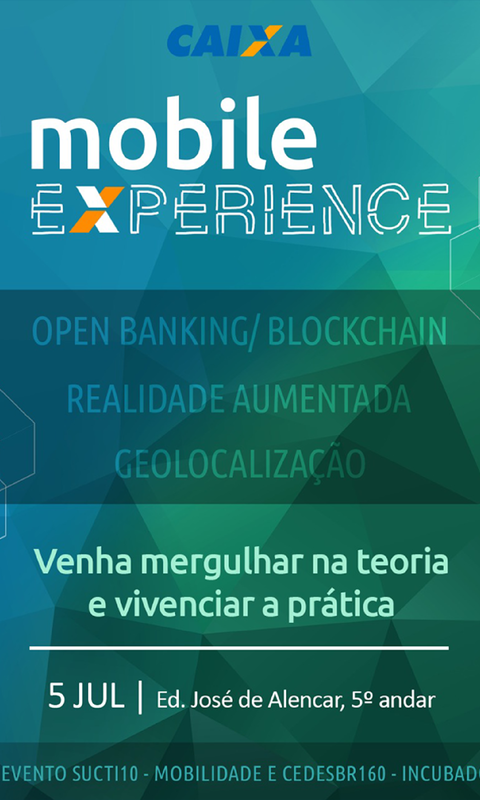 CAIXA
mobile
EXPERIENCE
OPEN BANKING/ BLOCKCHAIN
REALIDADE AUMENTADA
GEOLOCALIZAÇÃO
Venha mergulhar na teoria
e vivenciar a prática
5 JUL | Ed. José de Alencar, 5º andar
EVENTO SUCTI10 - MOBILIDADE E CEDESBR160 - INCUBAD